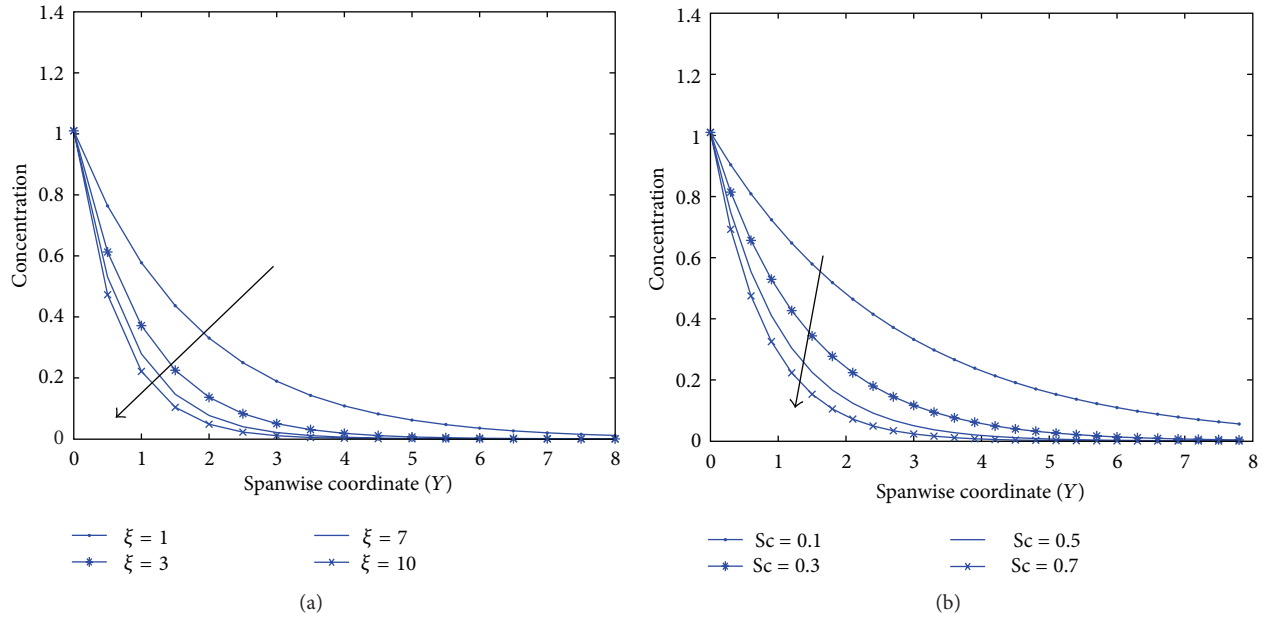 1.4
1.2
1
0.8
0.6
0.4
0.2
0
Concentration
0 1 2 3 4 5 6 7 8
Spanwise coordinate (Y)
ξ = 1
ξ = 3
ξ = 7
ξ = 10
(a)
1.4
1.2
1
0.8
0.6
0.4
0.2
0
Concentration
0 1 2 3 4 5 6 7 8
Spanwise coordinate (Y)
Sc = 0.1
Sc = 0.3
Sc = 0.5
Sc = 0.7
(b)